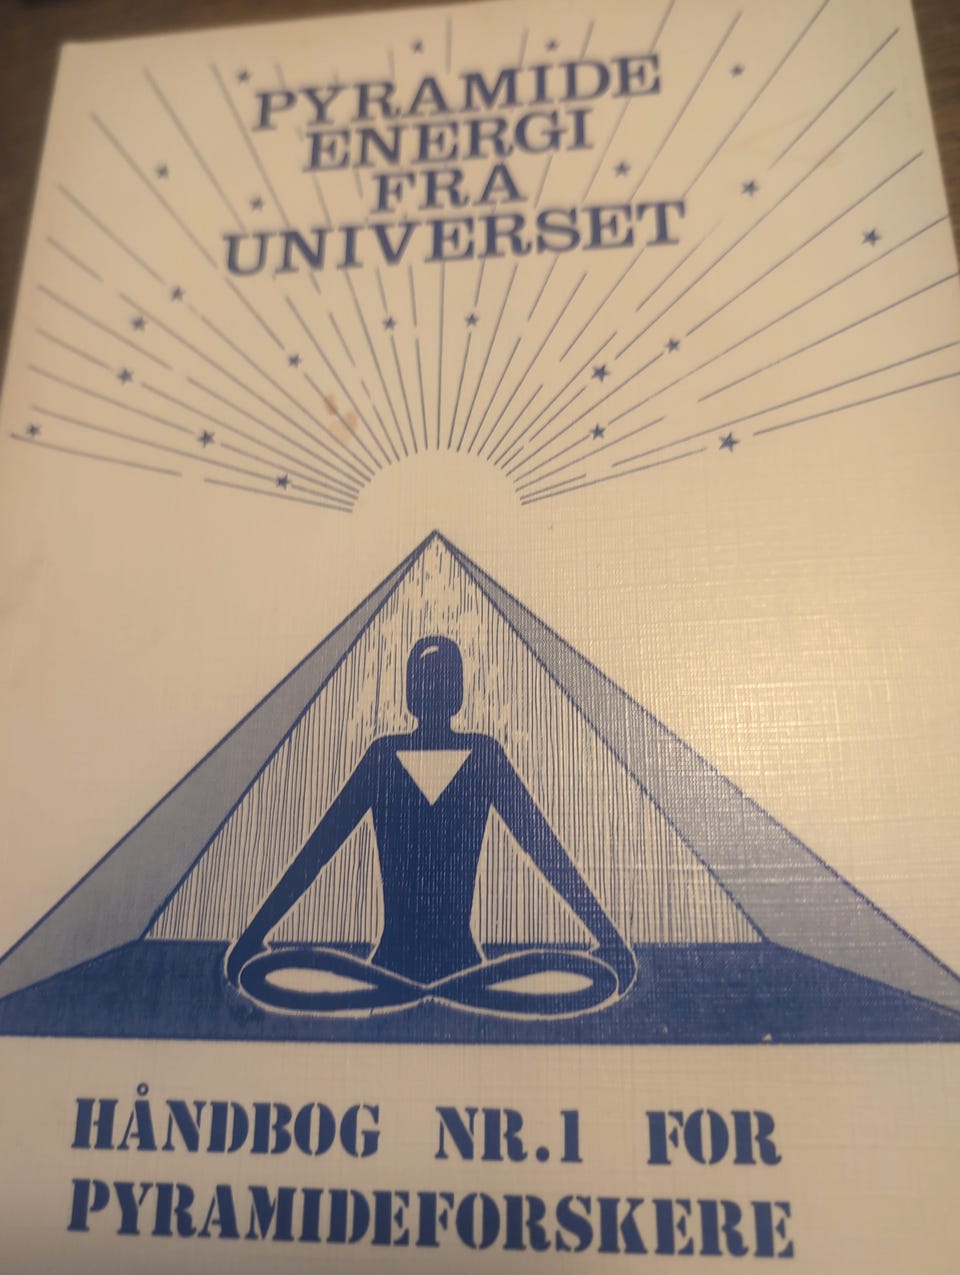 PYRAMIDE
ENERGI
FRA
UNIVERSET
HÅNDBOG NR.1 FOR
PYRAMIDEFORSKERE